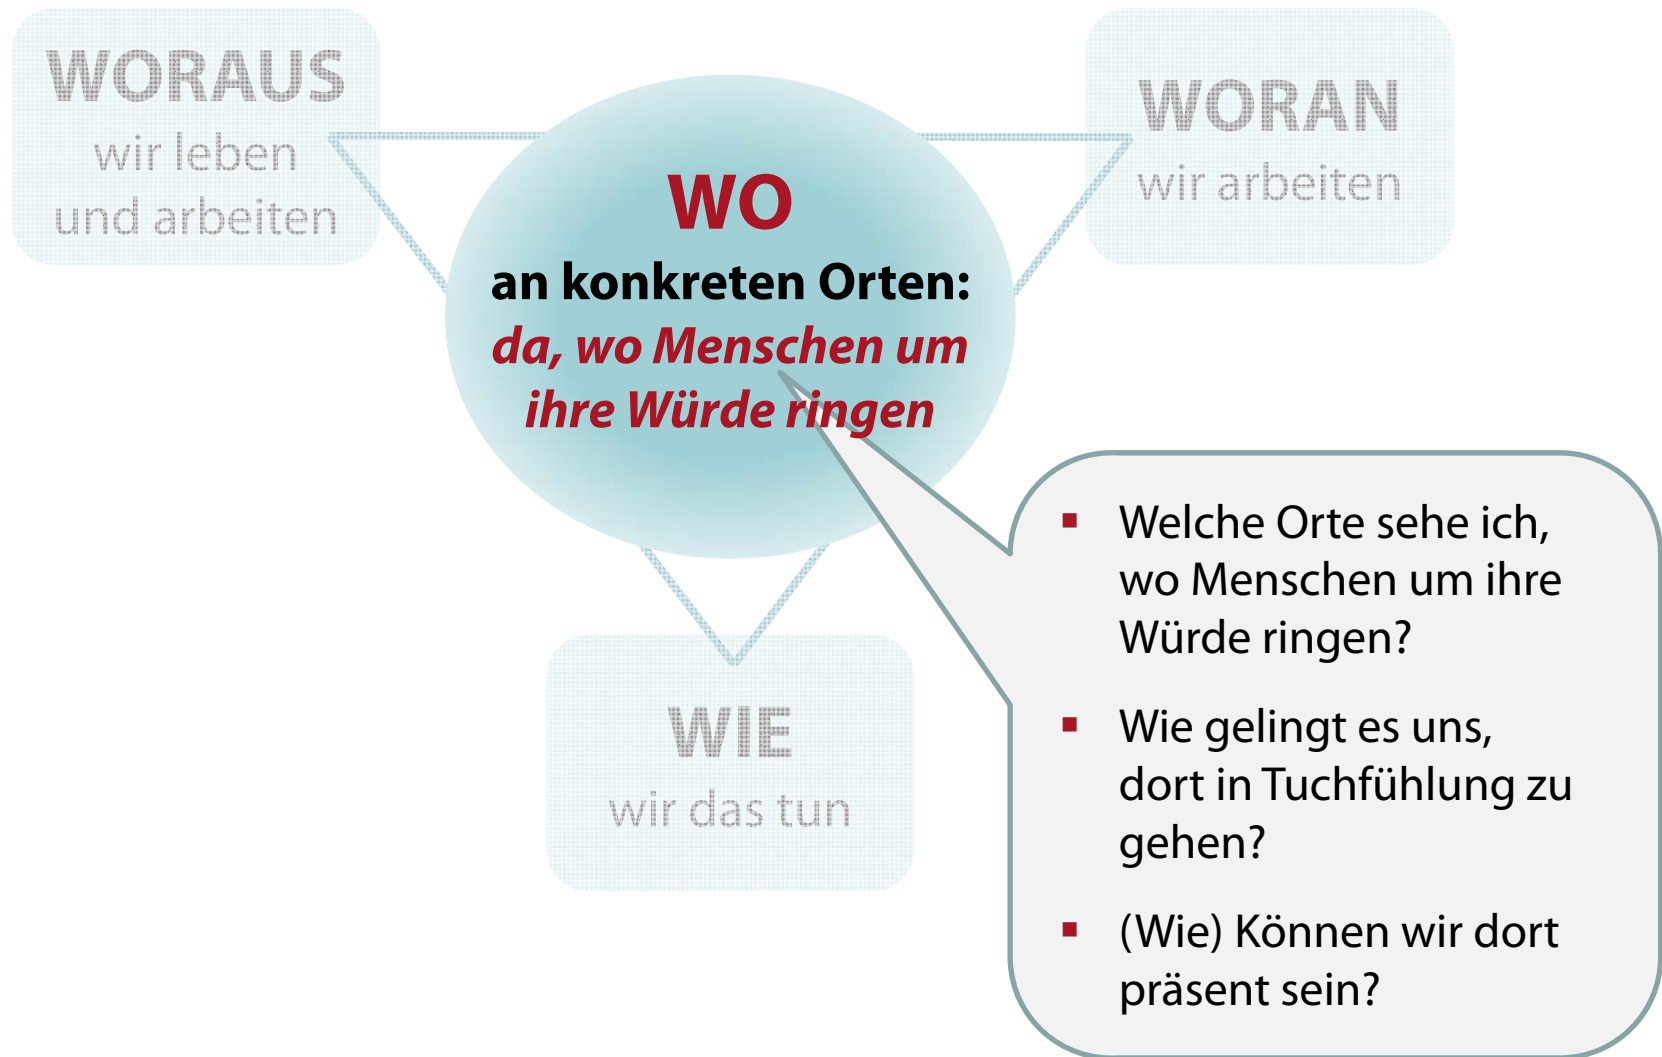 WORAUS
wir leben
und arbeiten
WORAN
wir arbeiten
WO
an konkreten Orten:
da, wo Menschen um
ihre Würde ringen
WIE
wir das tun
▪ Welche Orte sehe ich,
wo Menschen um ihre
Würde ringen?
▪ Wie gelingt es uns,
dort in Tuchfühlung zu
gehen?
▪ (Wie) Können wir dort
präsent sein?